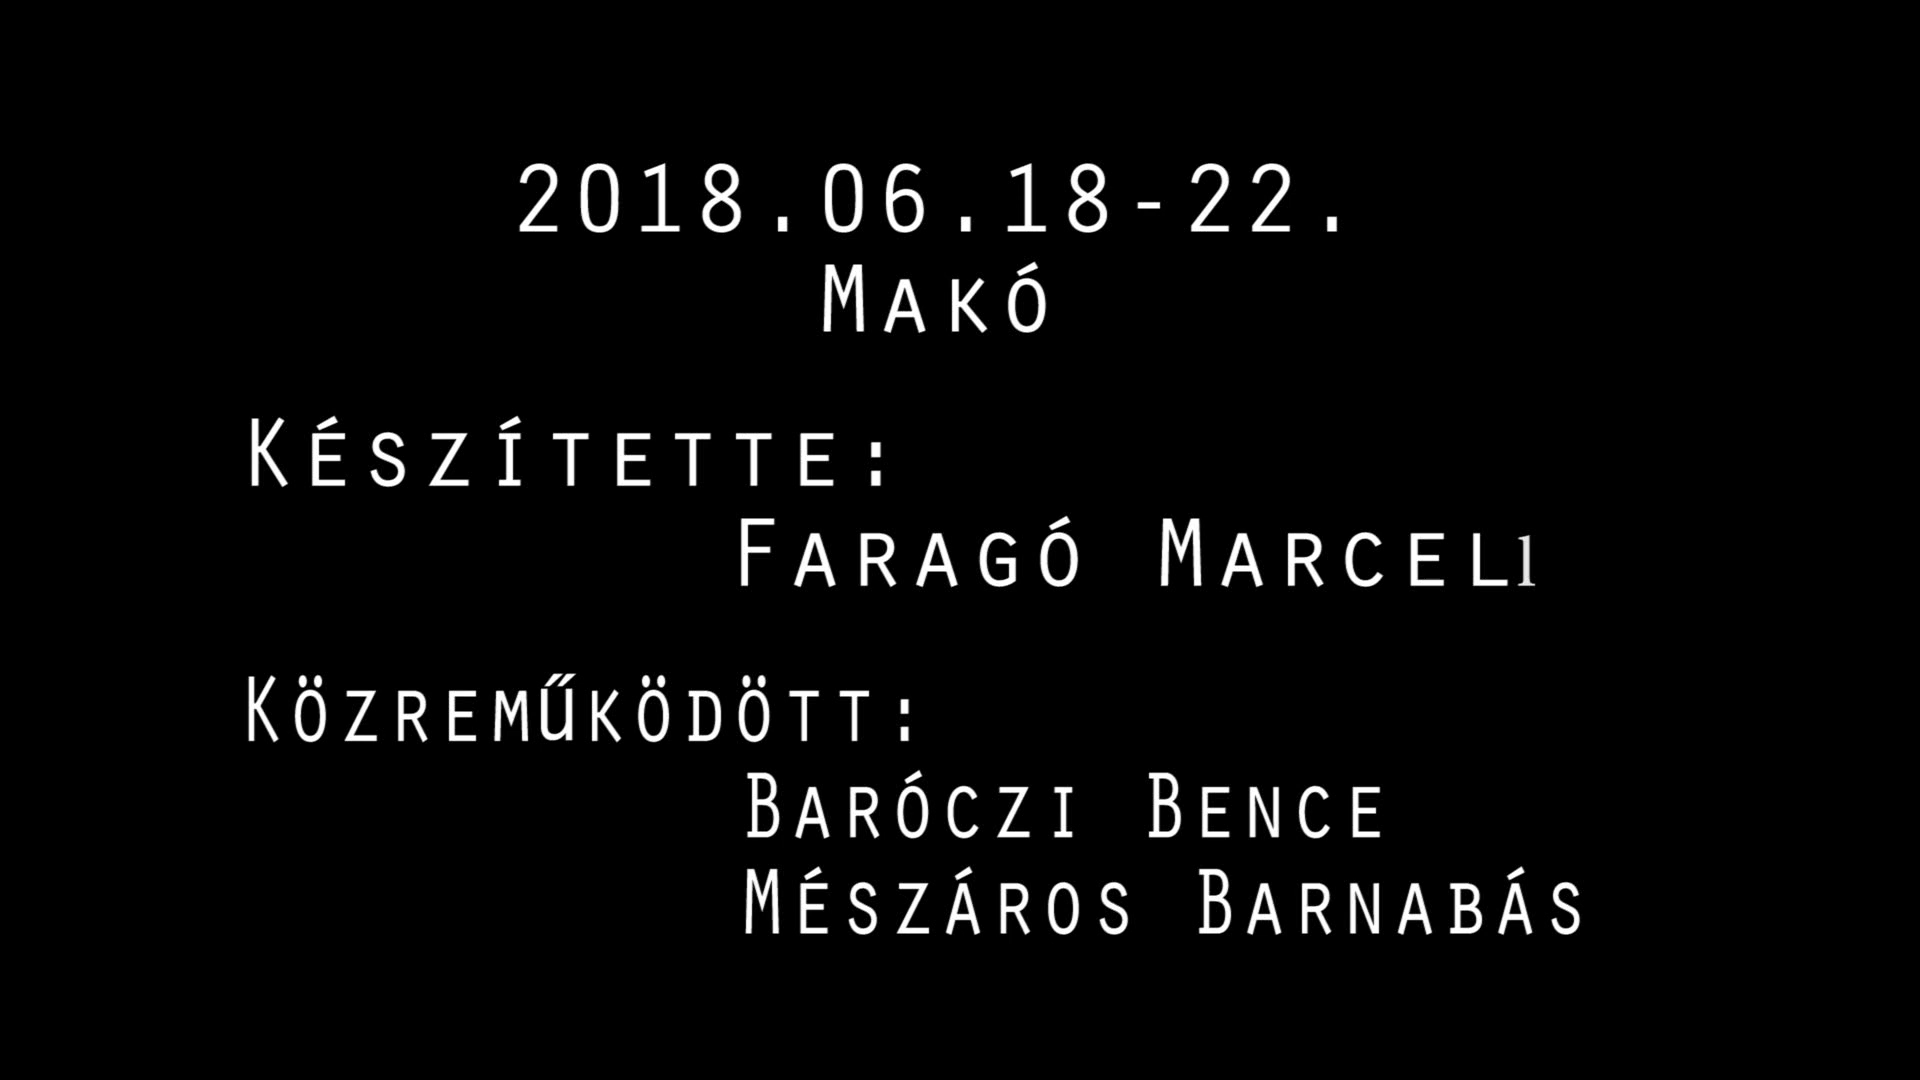 2018.06.18-22.
Makó
Készítette:
Faragó Marcell
Közreműködött:
Baróczi Bence
Mészáros Barnabás